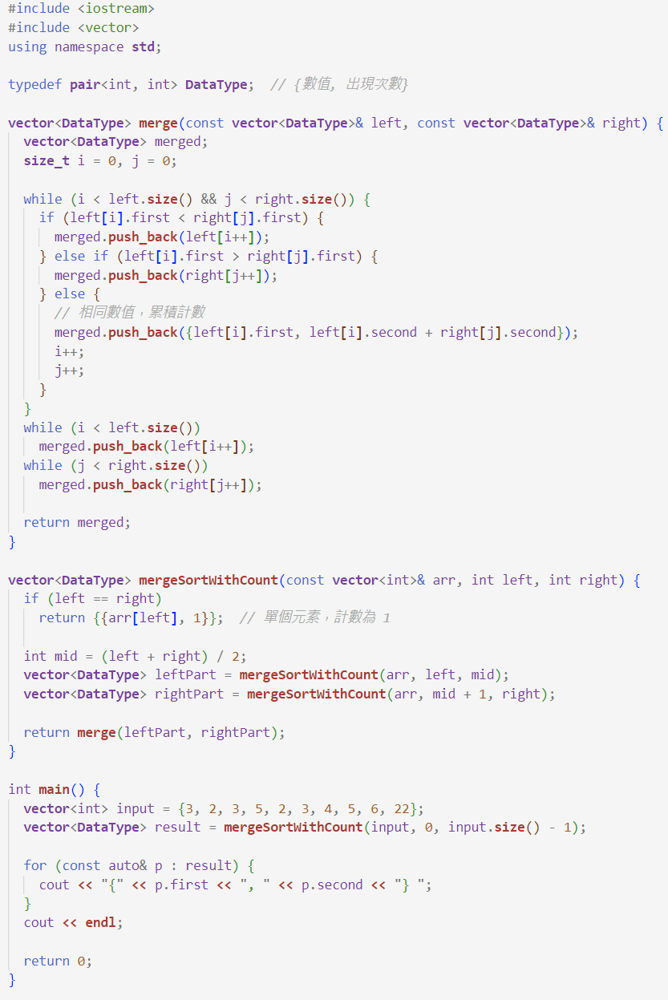 #include <iostream>
#include <vector>
using namespace std;
typedef pair<int, int> DataType;  // {數值, 出現次數}
vector<DataType> merge(const vector<DataType>& left, const vector<DataType>& right) {
  vector<DataType> merged;
  size_t i = 0, j = 0;
  while (i < left.size() && j < right.size()) {
    if (left[i].first < right[j].first) {
      merged.push_back(left[i++]);
    } else if (left[i].first > right[j].first) {
      merged.push_back(right[j++]);
    } else {
      // 相同數值，累積計數
      merged.push_back({left[i].first, left[i].second + right[j].second});
      i++;
      j++;
    }
  }
  while (i < left.size())
    merged.push_back(left[i++]);
  while (j < right.size())
    merged.push_back(right[j++]);
  return merged;
}
vector<DataType> mergeSortWithCount(const vector<int>& arr, int left, int right) {
  if (left == right)
    return {{arr[left], 1}};  // 單個元素，計數為 1
  int mid = (left + right) / 2;
  vector<DataType> leftPart = mergeSortWithCount(arr, left, mid);
  vector<DataType> rightPart = mergeSortWithCount(arr, mid + 1, right);
  return merge(leftPart, rightPart);
}
int main() {
  vector<int> input = {3, 2, 3, 5, 2, 3, 4, 5, 6, 22};
  vector<DataType> result = mergeSortWithCount(input, 0, input.size() - 1);
  for (const auto& p : result) {
    cout << "{" << p.first << ", " << p.second << "} ";
  }
  cout << endl;
  return 0;
}